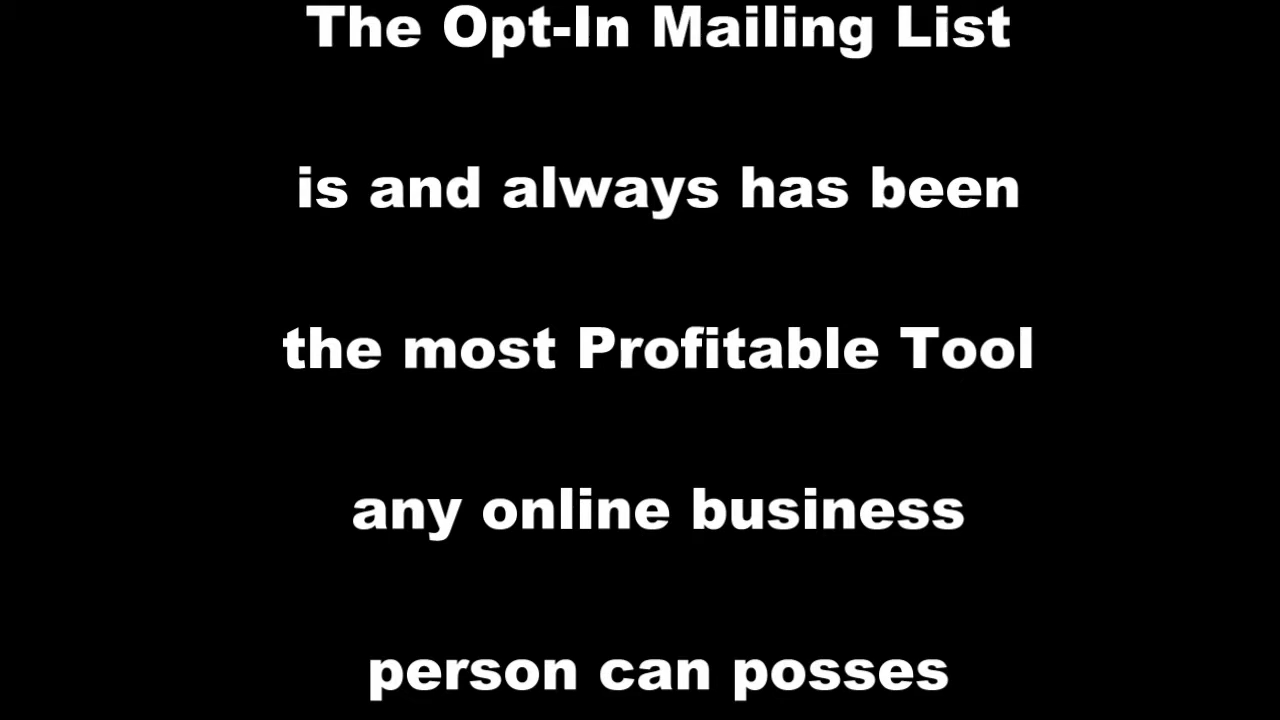 The Opt-In Mailing List
is and always has been
the most Profitable Tool
any online business
person can posses